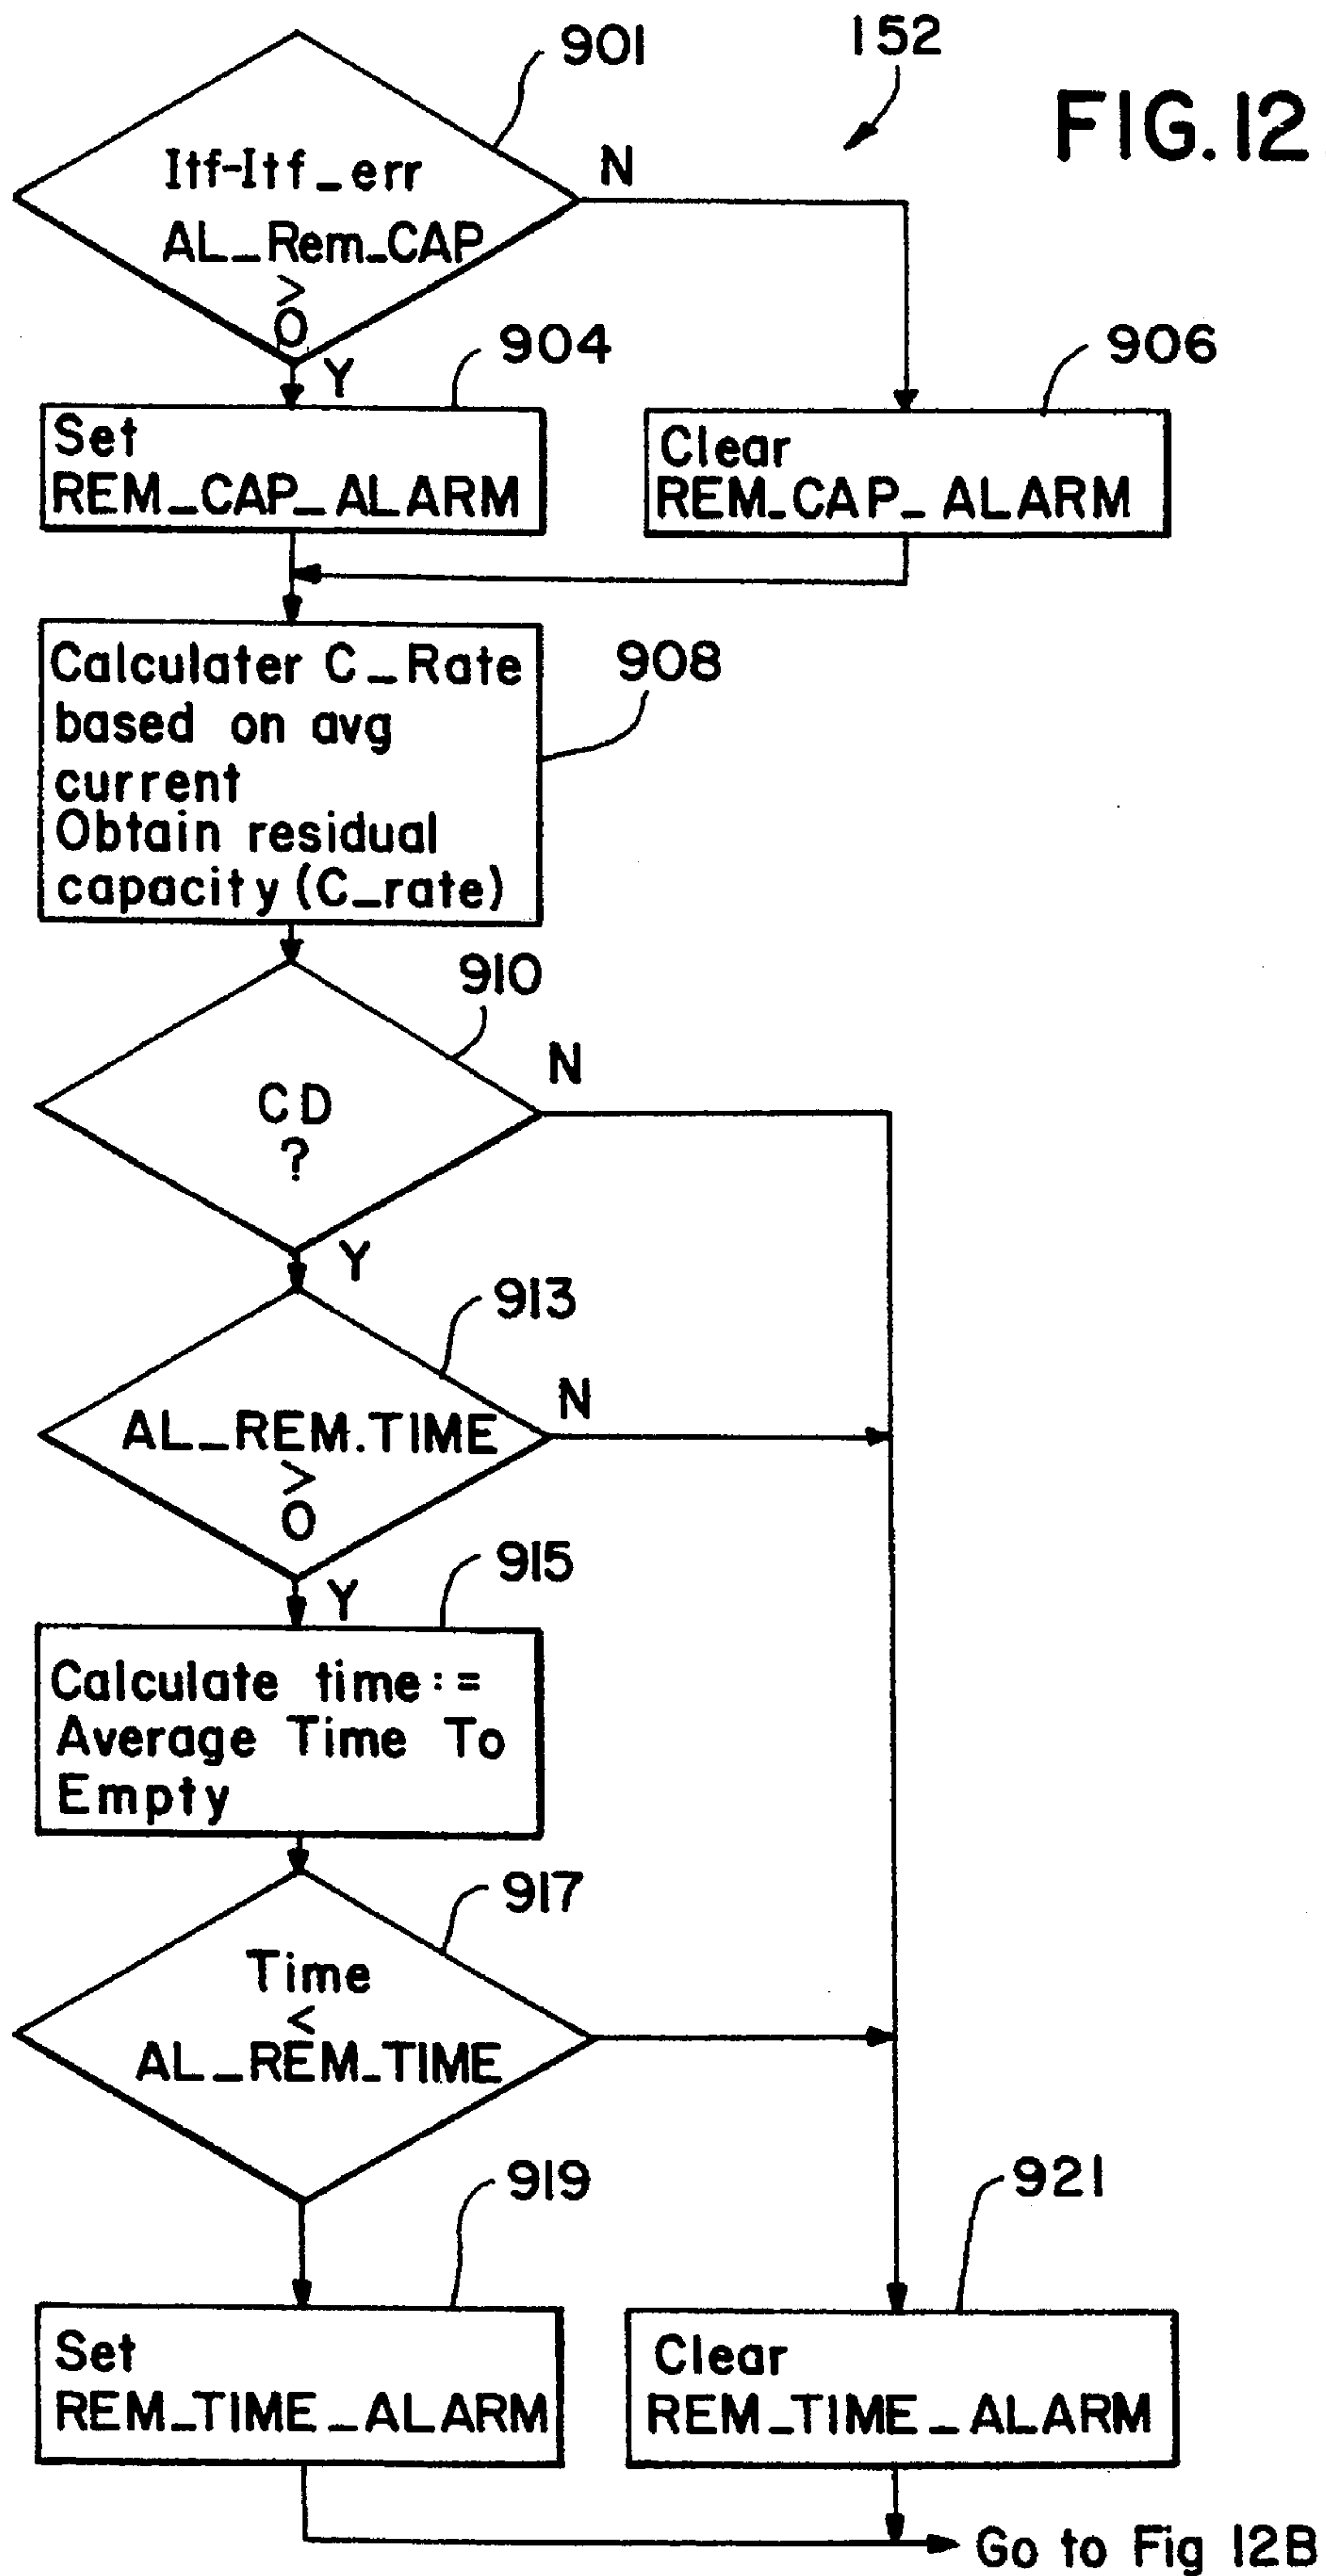 901
152
FIG.12.
Itf-Itf_err
AL_Rem_CAP
>
0
N
Y
904
906
Set
REM_CAP_ALARM
Clear
REM_CAP_ALARM
908
Calculater C_Rate
based on avg
current
Obtain residual
capacity (C_rate)
910
CD
?
N
Y
913
AL_REM.TIME
>
0
N
Y
915
Calculate time:=
Average Time To
Empty
917
Time
<
AL_REM_TIME
919
921
Set
REM_TIME_ALARM
Clear
REM_TIME_ALARM
Go to Fig 12B